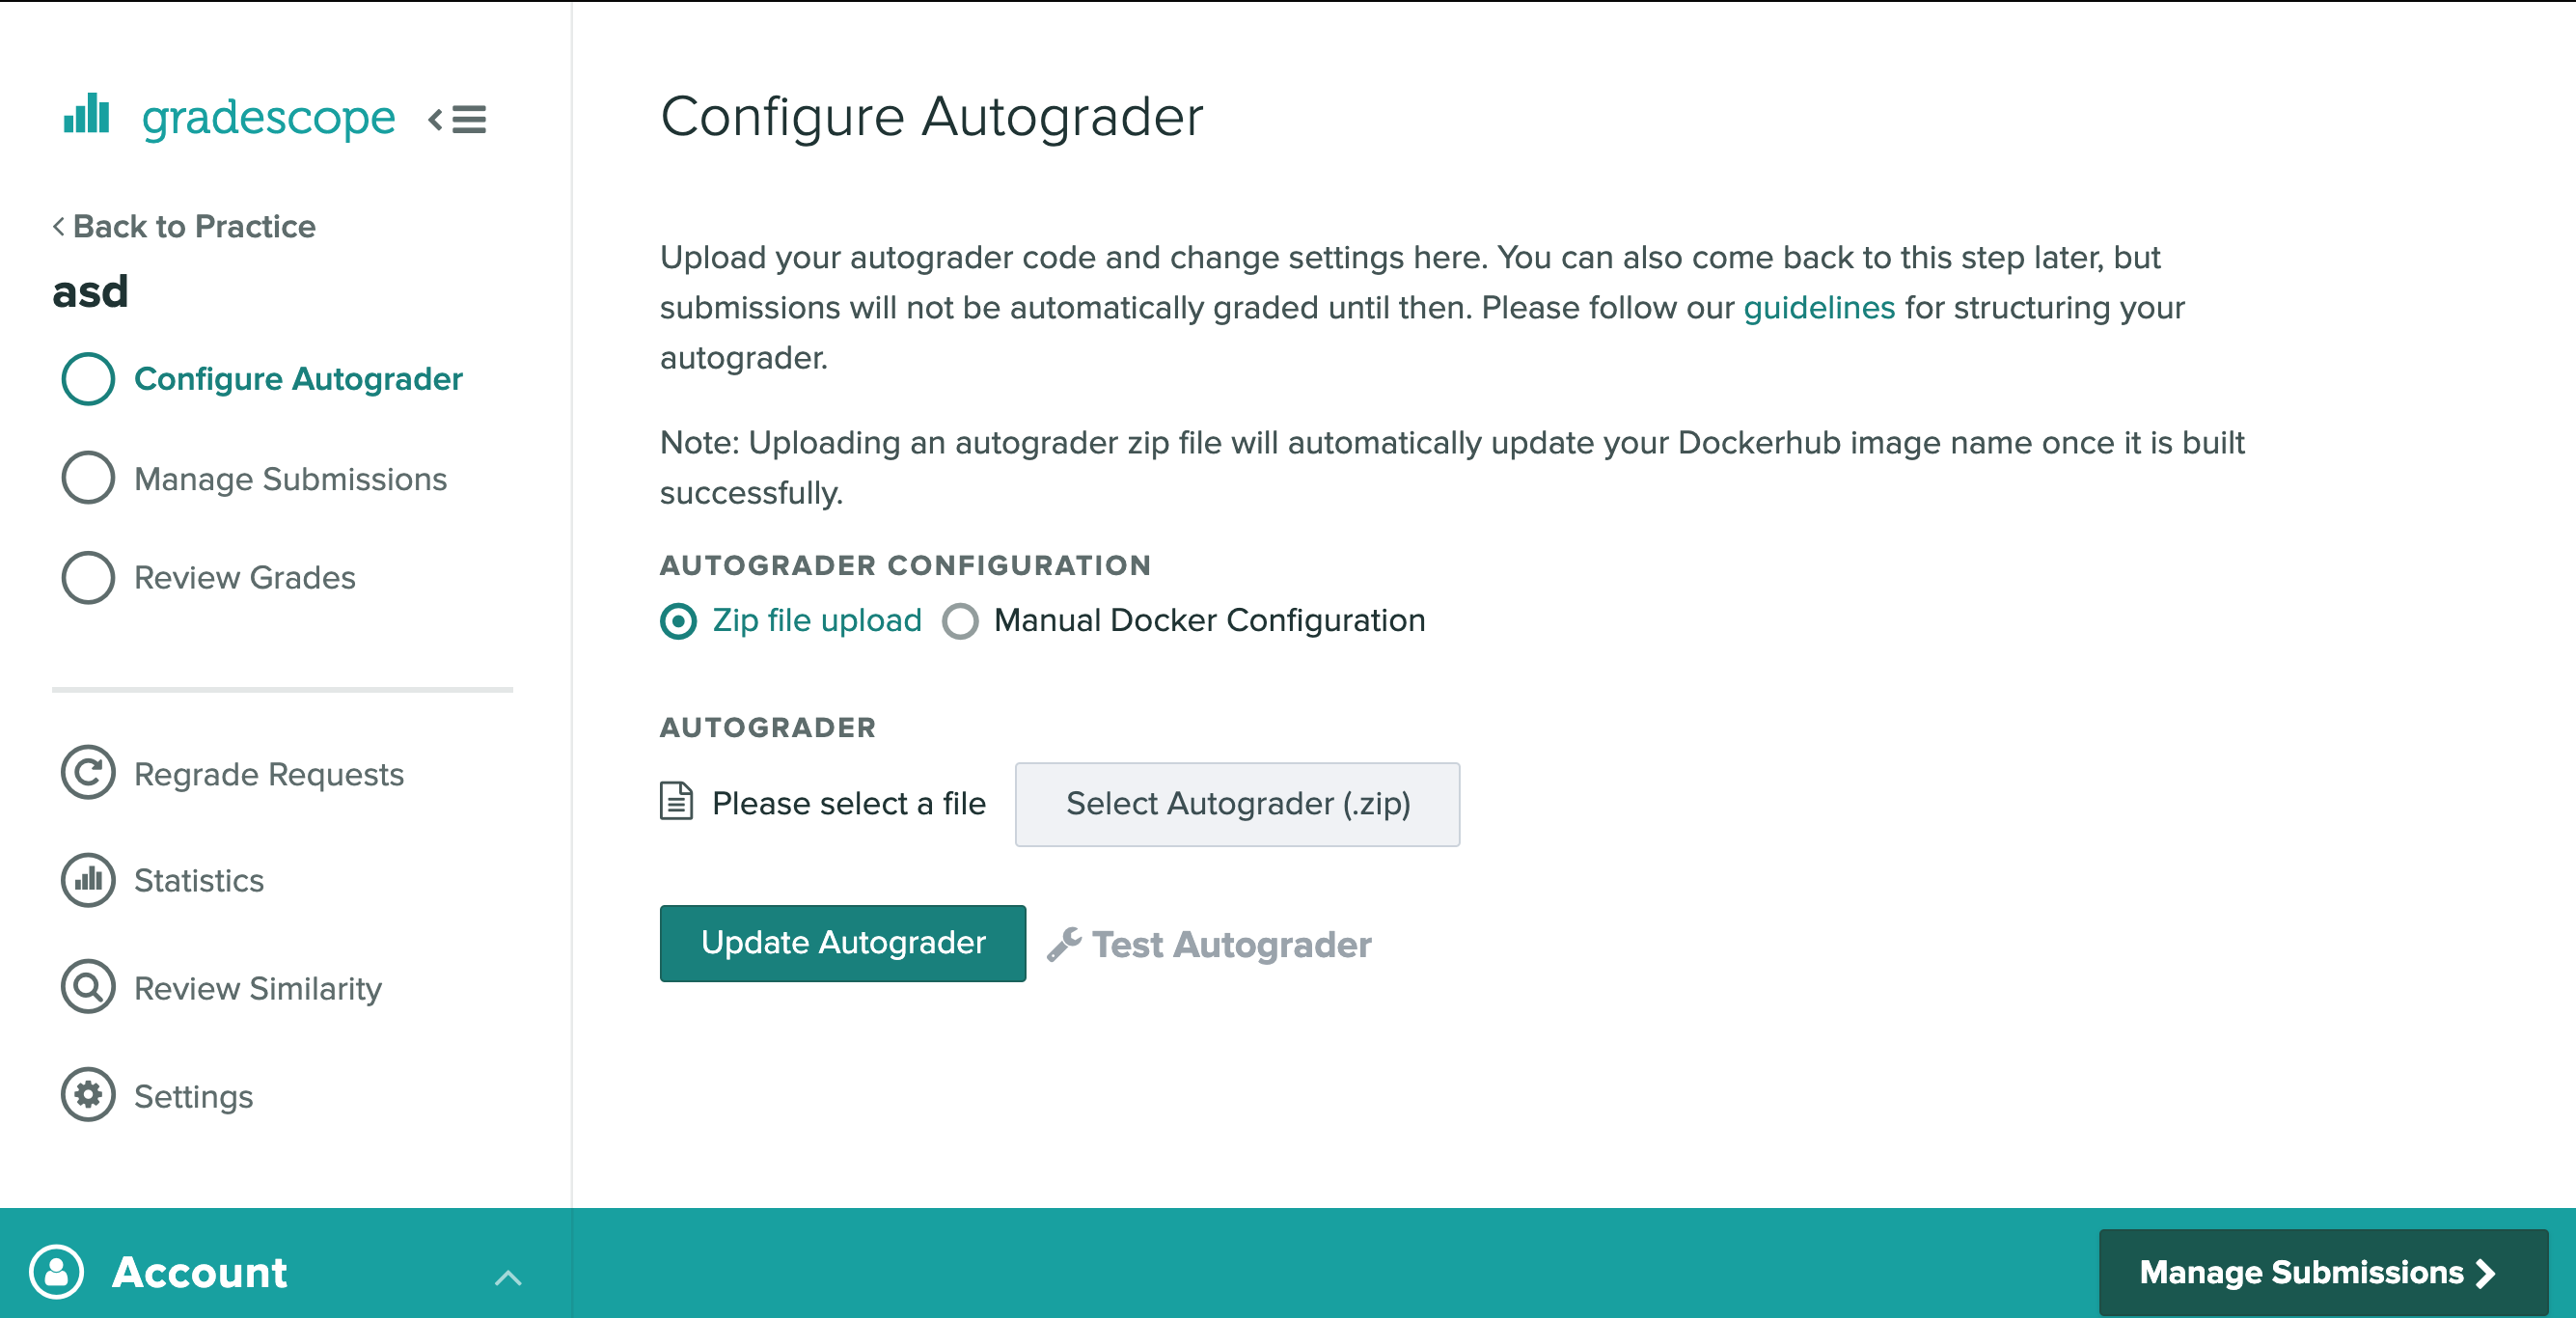 gradescope
Back to Practice
asd
Configure Autograder
Manage Submissions
Review Grades
Regrade Requests
Statistics
Review Similarity
Settings
Account
Configure Autograder
Upload your autograder code and change settings here. You can also come back to this step later, but
submissions will not be automatically graded until then. Please follow our guidelines for structuring your
autograder.
Note: Uploading an autograder zip file will automatically update your Dockerhub image name once it is built
successfully.
AUTOGRADER CONFIGURATION
Zip file upload Manual Docker Configuration
AUTOGRADER
Please select a file Select Autograder (.zip)
Update Autograder Test Autograder
Manage Submissions